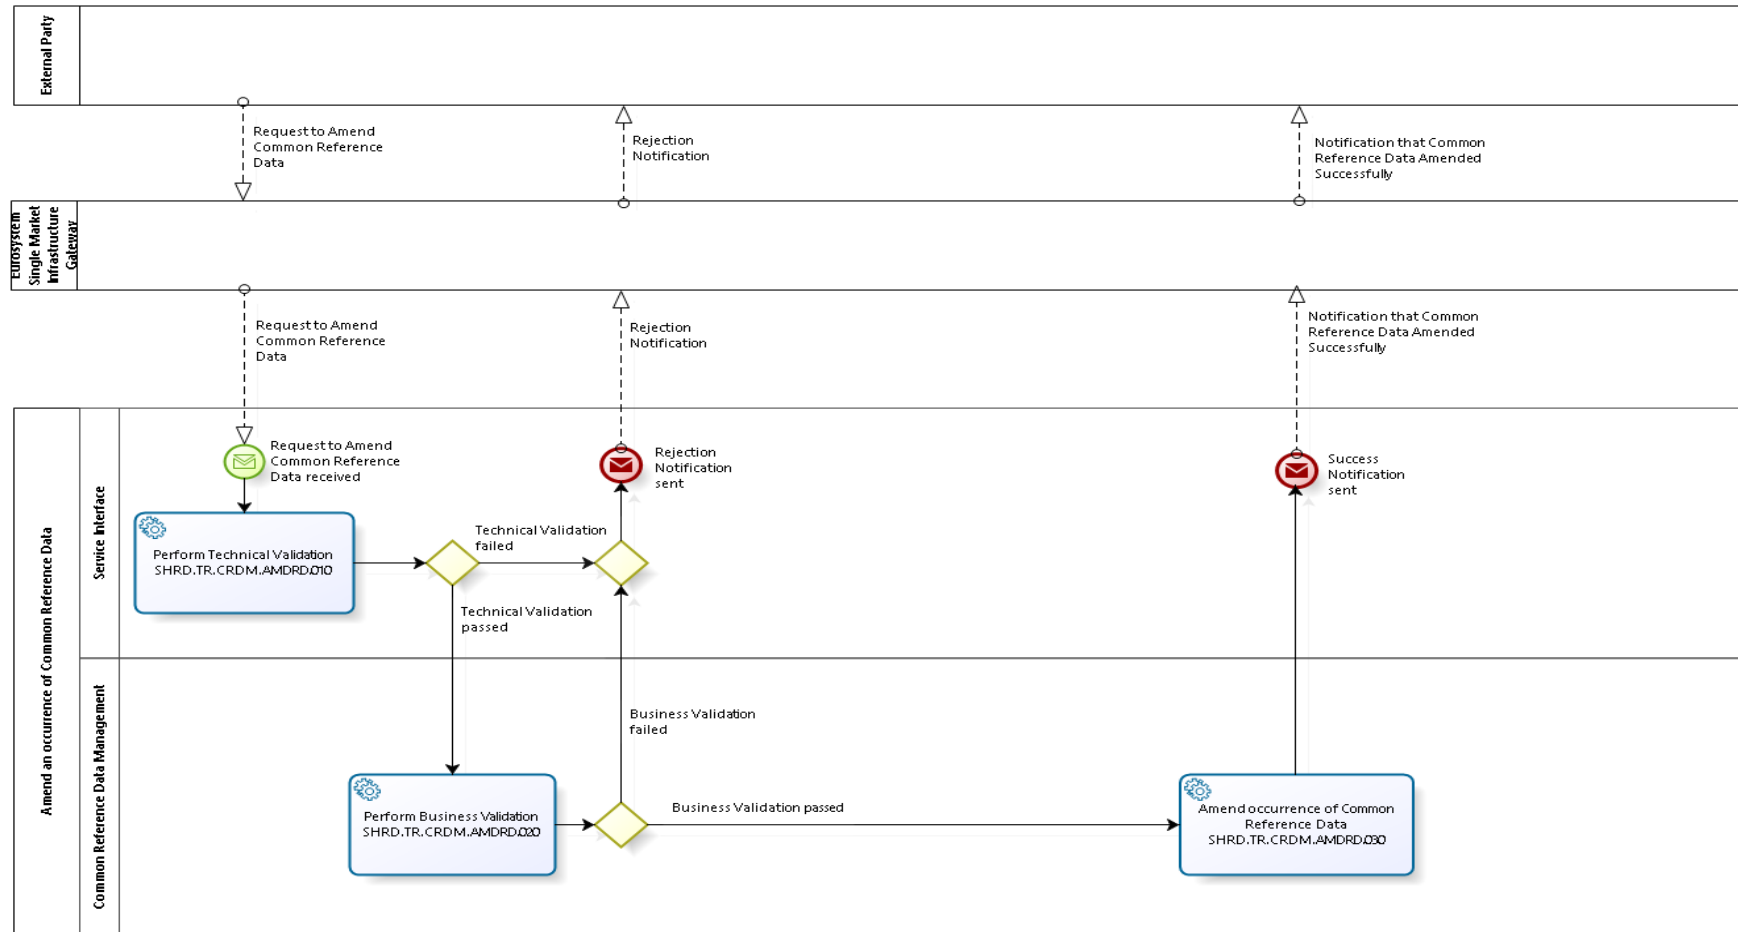 External Party
Request to Amend
Common Reference
Data
Rejection
Notification
Notification that Common
Reference Data Amended
Successfully
Eurosystem
Single Market
Infrastructure
Gateway
Request to Amend
Common Reference
Data
Rejection
Notification
Notification that Common
Reference Data Amended
Successfully
Amend an occurrence of Common Reference Data
Service Interface
Request to Amend
Common Reference
Data received
Rejection
Notification
sent
Success
Notification
sent
Perform Technical Validation
SHRD.TR.CRDM.AMDRD.010
Technical Validation
failed
Technical Validation
passed
Common Reference Data Management
Business Validation
failed
Perform Business Validation
SHRD.TR.CRDM.AMDRD.020
Business Validation passed
Amend occurrence of Common
Reference Data
SHRD.TR.CRDM.AMDRD.030